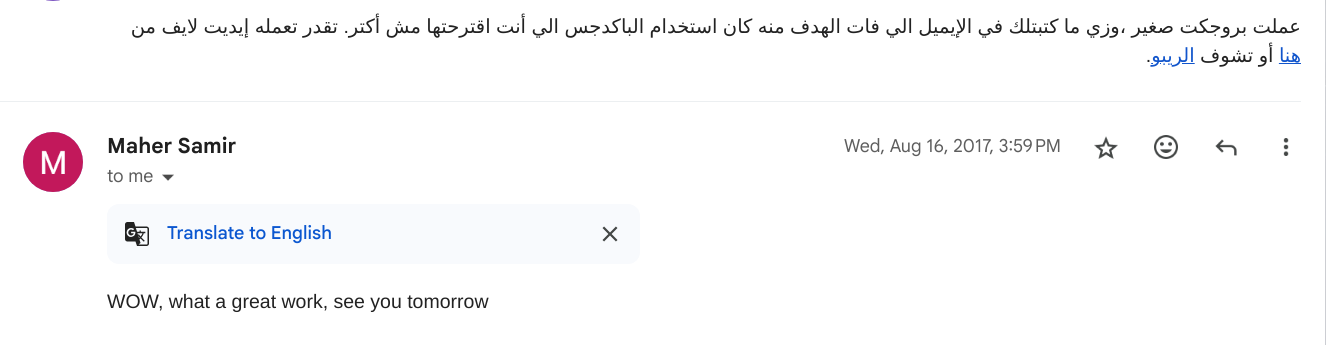 عملت بروجكت صغير ،وزي ما كتبتلك في الإيميل الي فات الهدف منه كان استخدام الباكدجس الي أنت اقترحتها مش أكتر. تقدر تعمله إيديت لايف من
هنا أو تشوف الريبو.
M
Maher Samir
Wed, Aug 16, 2017, 3:59 PM
to me
Translate to English
WOW, what a great work, see you tomorrow